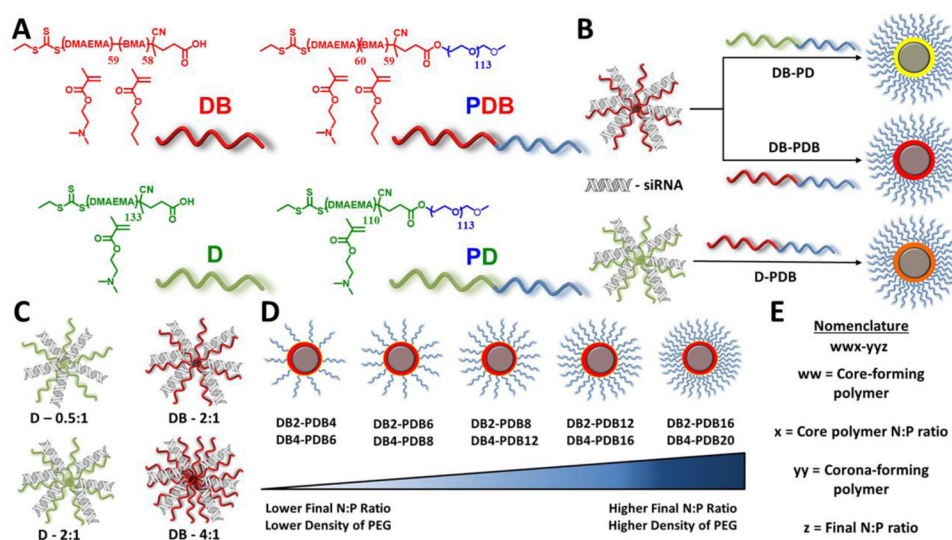 A
S
S
S
(DMAEMA)
59
(BMA)
58
CN
O
OH
O
O
O
O
N
DB
S
S
S
(DMAEMA)
60
(BMA)
59
CN
O
O
O
O
113
O
O
O
O
N
PDB
S
S
S
(DMAEMA)
133
CN
O
OH
O
O
N
D
S
S
S
(DMAEMA)
110
CN
O
O
O
O
113
O
O
N
PD
B
DB-PD
DB-PDB
- siRNA
D-PDB
C
D – 0.5:1
DB - 2:1
D - 2:1
DB - 4:1
D
DB2-PDB4 DB2-PDB6 DB2-PDB8 DB2-PDB12 DB2-PDB16
DB4-PDB6 DB4-PDB8 DB4-PDB12 DB4-PDB16 DB4-PDB20
Lower Final N:P Ratio
Lower Density of PEG
Higher Final N:P Ratio
Higher Density of PEG
E
Nomenclature
wwx-yyz
ww = Core-forming
polymer
x = Core polymer N:P ratio
yy = Corona-forming
polymer
z = Final N:P ratio